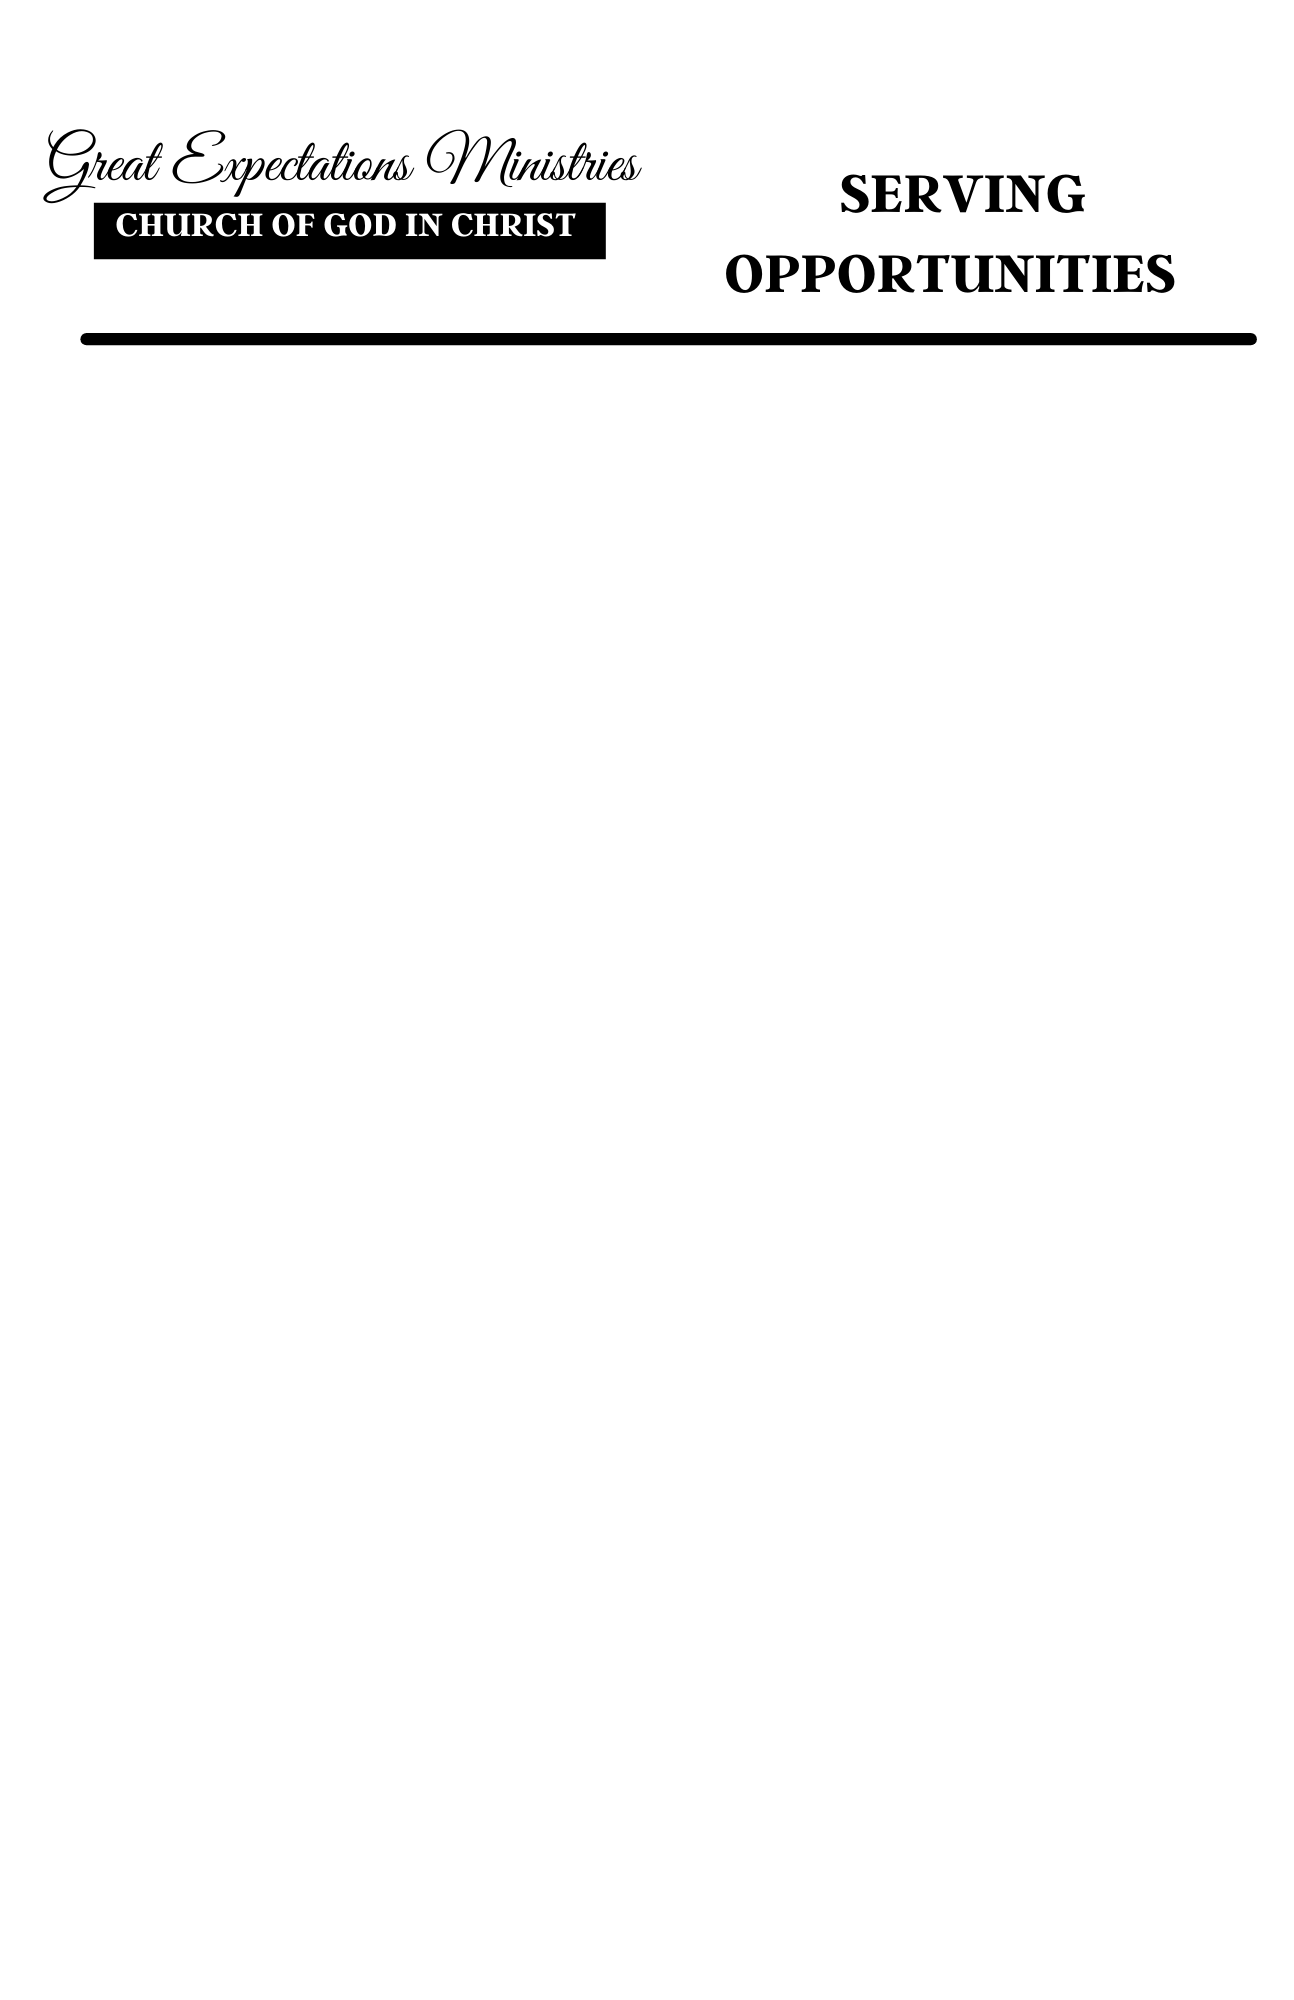 Great Expectations Ministries
CHURCH OF GOD IN CHRIST
SERVING
OPPORTUNITIES